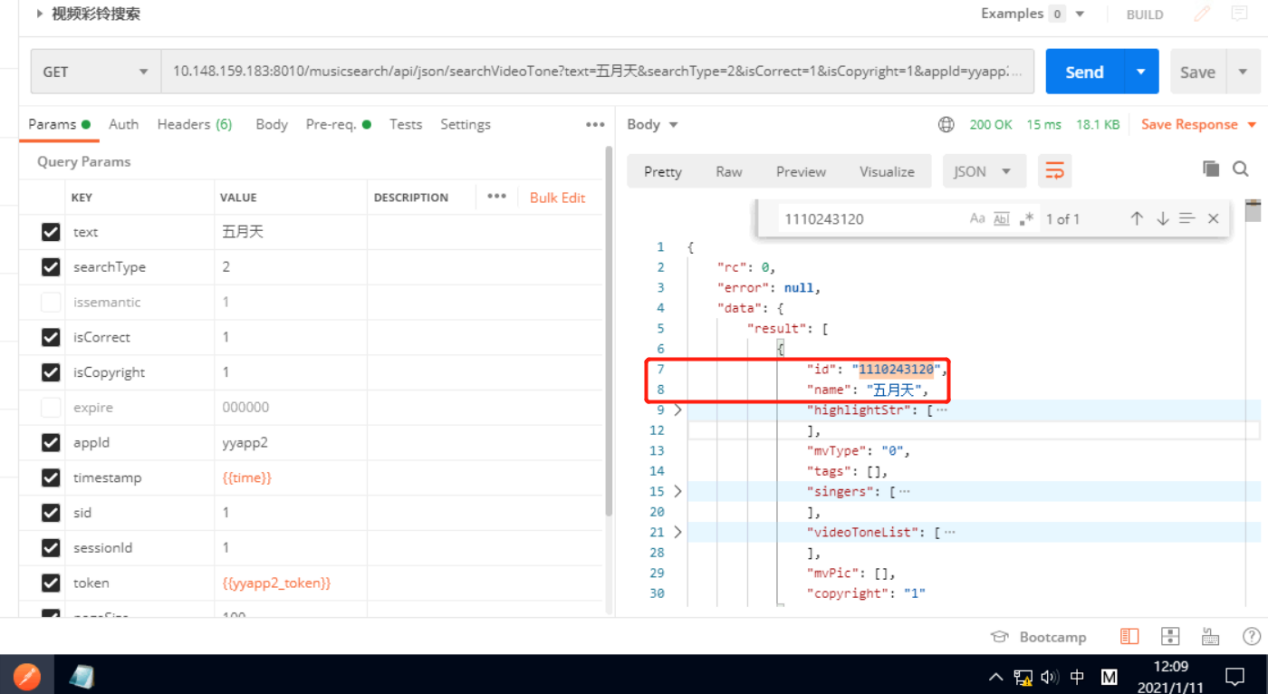 视频彩铃搜索
Examples 0 BUILD
GET 10.148.159.183:8010/musicsearch/api/json/searchVideoTone?text=五月天&searchType=2&isCorrect=1&isCopyright=1&appId=yyapp2... Send Save
Params Auth Headers (6) Body Pre-req. Tests Settings •••
Query Params
KEY VALUE DESCRIPTION ••• Bulk Edit
text 五月天
searchType 2
issemantic 1
isCorrect 1
isCopyright 1
expire 000000
appId yyapp2
timestamp {{time}}
sid 1
sessionId 1
token {{yyapp2_token}}
pageSize 100
Body 200 OK 15 ms 18.1 KB Save Response
Pretty Raw Preview Visualize JSON
1110243120 Aa Abl .* 1 of 1
1 {
2 "rc": 0,
3 "error": null,
4 "data": {
5 "result": [
6 {
7 "id": "1110243120",
8 "name": "五月天",
9 "highlightStr": [ ...
12 ],
13 "mvType": "0",
14 "tags": [],
15 "singers": [ ...
20 ],
21 "videoToneList": [ ...
28 ],
29 "mvPic": [],
30 "copyright": "1"
Bootcamp
中 M 12:09
2021/1/11